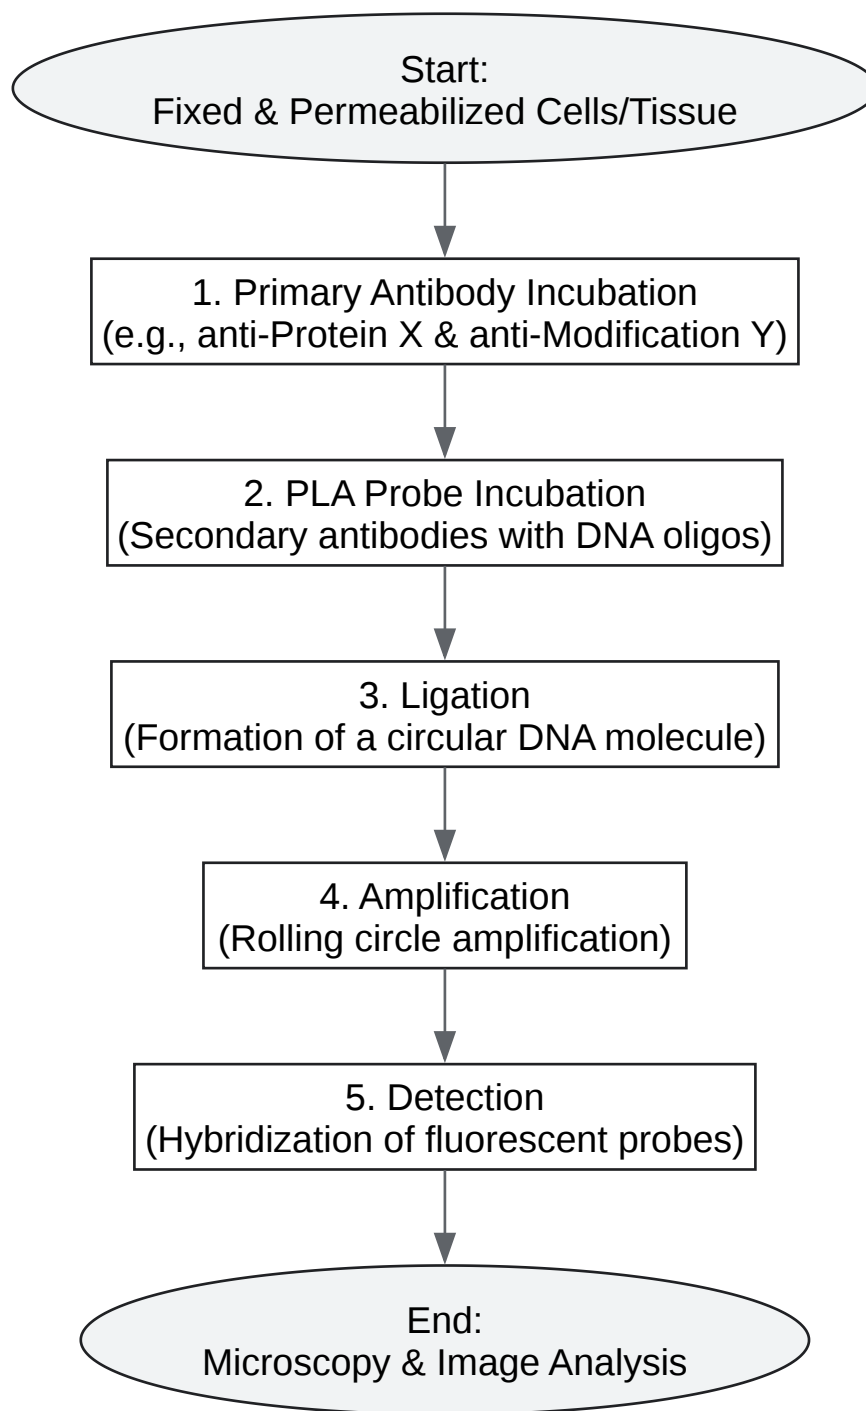 Start:
Fixed & Permeabilized Cells/Tissue
1. Primary Antibody Incubation
(e.g., anti-Protein X & anti-Modification Y)
2. PLA Probe Incubation
(Secondary antibodies with DNA oligos)
3. Ligation
(Formation of a circular DNA molecule)
4. Amplification
(Rolling circle amplification)
5. Detection
(Hybridization of fluorescent probes)
End:
Microscopy & Image Analysis